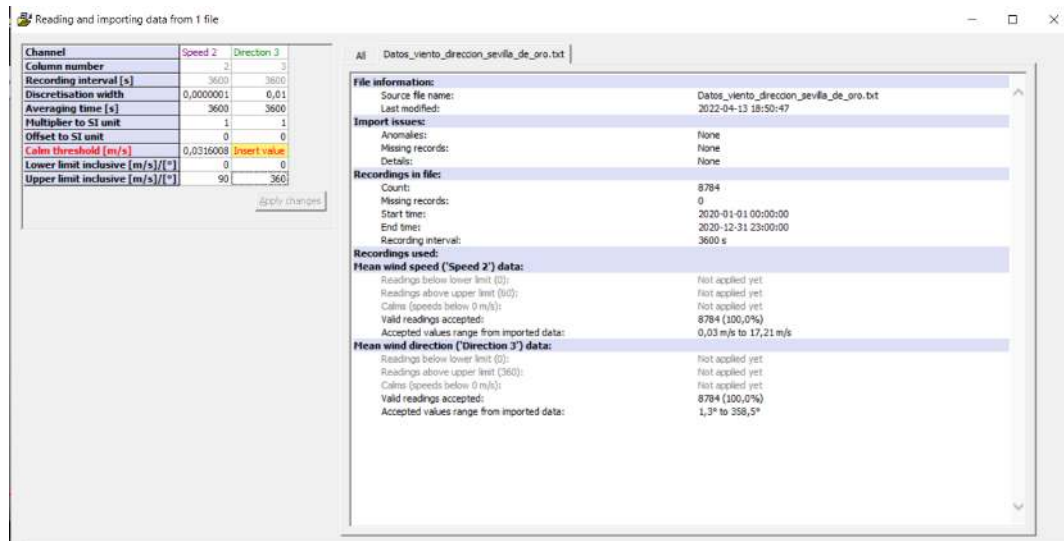 Reading and importing data from 1 file
Channel Speed 2 Direction 3
Column number 2 3
Recording interval [s] 3600 3600
Discretisation width 0,0000001 0,01
Averaging time [s] 3600 3600
Multiplier to SI unit 1 1
Offset to SI unit 0 0
Calm threshold [m/s] 0,0316008 Insert value
Lower limit inclusive [m/s]/[°] 0 0
Upper limit inclusive [m/s]/[°] 90 360
Apply changes
All Datos_viento_direccion_sevilla_de_oro.txt
File information:
Source file name: Datos_viento_direccion_sevilla_de_oro.txt
Last modified: 2022-04-13 18:50:47
Import issues:
Anomalies: None
Missing records: None
Details: None
Recordings in file:
Count: 8784
Missing records: 0
Start time: 2020-01-01 00:00:00
End time: 2020-12-31 23:00:00
Recording interval: 3600 s
Recordings used:
Mean wind speed ('Speed 2') data:
Readings below lower limit (0): Not applied yet
Readings above upper limit (60): Not applied yet
Calms (speeds below 0 m/s): Not applied yet
Valid readings accepted: 8784 (100,0%)
Accepted values range from imported data: 0,03 m/s to 17,21 m/s
Mean wind direction ('Direction 3') data:
Readings below lower limit (0): Not applied yet
Readings above upper limit (360): Not applied yet
Calms (speeds below 0 m/s): Not applied yet
Valid readings accepted: 8784 (100,0%)
Accepted values range from imported data: 1,3° to 358,5°